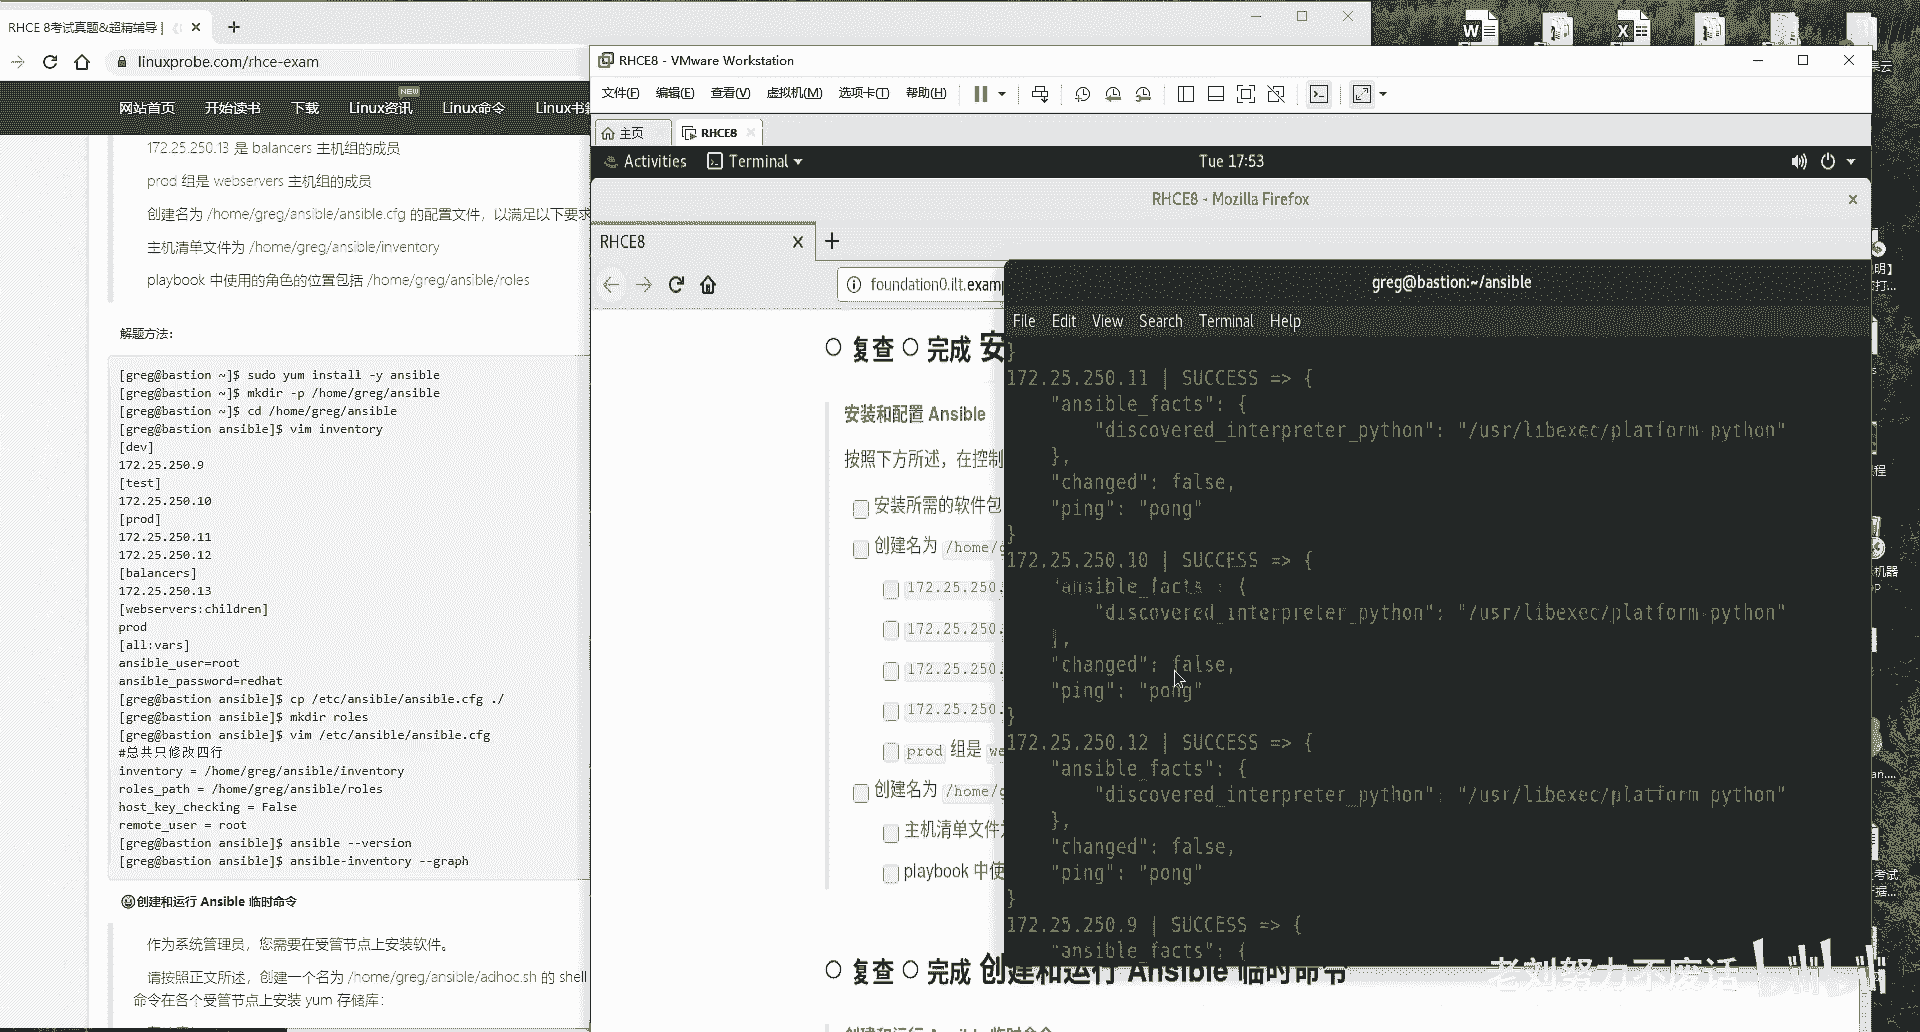 RHCE 8考试真题&超精辅导 |
linuxprobe.com/rhce-exam
网站首页 开始读书 下载 Linux资讯 NEW Linux命令 Linux书
172.25.250.13 是 balancers 主机组的成员
prod 组是 webservers 主机组的成员
创建名为 /home/greg/ansible/ansible.cfg 的配置文件，以满足以下要求
主机清单文件为 /home/greg/ansible/inventory
playbook 中使用的角色的位置包括 /home/greg/ansible/roles
解题方法：
[greg@bastion ~]$ sudo yum install -y ansible
[greg@bastion ~]$ mkdir -p /home/greg/ansible
[greg@bastion ~]$ cd /home/greg/ansible
[greg@bastion ansible]$ vim inventory
[dev]
172.25.250.9
[test]
172.25.250.10
[prod]
172.25.250.11
172.25.250.12
[balancers]
172.25.250.13
[webservers:children]
prod
[all:vars]
ansible_user=root
ansible_password=redhat
[greg@bastion ansible]$ cp /etc/ansible/ansible.cfg ./
[greg@bastion ansible]$ mkdir roles
[greg@bastion ansible]$ vim /etc/ansible/ansible.cfg
#总共只修改四行
inventory = /home/greg/ansible/inventory
roles_path = /home/greg/ansible/roles
host_key_checking = False
remote_user = root
[greg@bastion ansible]$ ansible --version
[greg@bastion ansible]$ ansible-inventory --graph
创建和运行 Ansible 临时命令
作为系统管理员，您需要在受管节点上安装软件。
请按照正文所述，创建一个名为 /home/greg/ansible/adhoc.sh 的 shell
命令在各个受管节点上安装 yum 存储库：
RHCE8 - VMware Workstation
文件(F) 编辑(E) 查看(V) 虚拟机(M) 选项卡(T) 帮助(H)
主页 RHCE8
Activities Terminal Tue 17:53
RHCE8 - Mozilla Firefox
RHCE8
foundation0.ilt.exam
复查 完成 安
安装和配置 Ansible
按照下方所述，在控制
安装所需的软件包
创建名为 /home/g
172.25.250.
172.25.250.
172.25.250.
172.25.250.
prod 组是 we
创建名为 /home/g
主机清单文件为
playbook 中使
复查 完成 创建和运行 Ansible 临时命令
greg@bastion:~/ansible
File Edit View Search Terminal Help
}
172.25.250.11 | SUCCESS => {
"ansible_facts": {
"discovered_interpreter_python": "/usr/libexec/platform-python"
},
"changed": false,
"ping": "pong"
}
172.25.250.10 | SUCCESS => {
"ansible_facts": {
"discovered_interpreter_python": "/usr/libexec/platform-python"
},
"changed": false,
"ping": "pong"
}
172.25.250.12 | SUCCESS => {
"ansible_facts": {
"discovered_interpreter_python": "/usr/libexec/platform-python"
},
"changed": false,
"ping": "pong"
}
172.25.250.9 | SUCCESS => {
"ansible_facts": {
老刘努力不废话 bilibili